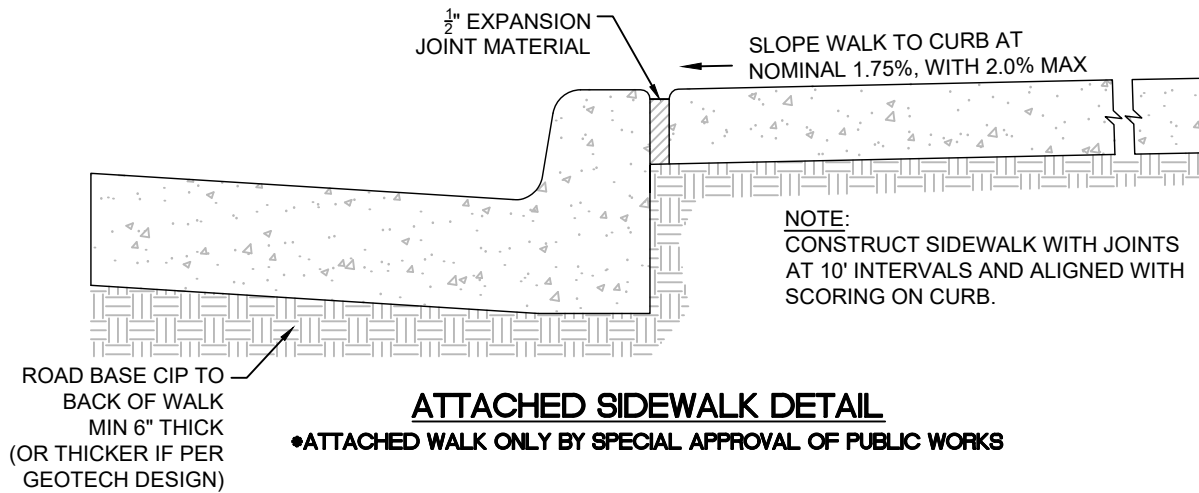 ½" EXPANSION
JOINT MATERIAL
SLOPE WALK TO CURB AT
NOMINAL 1.75%, WITH 2.0% MAX
NOTE:
CONSTRUCT SIDEWALK WITH JOINTS
AT 10' INTERVALS AND ALIGNED WITH
SCORING ON CURB.
ROAD BASE CIP TO
BACK OF WALK
MIN 6" THICK
(OR THICKER IF PER
GEOTECH DESIGN)
ATTACHED SIDEWALK DETAIL
*ATTACHED WALK ONLY BY SPECIAL APPROVAL OF PUBLIC WORKS